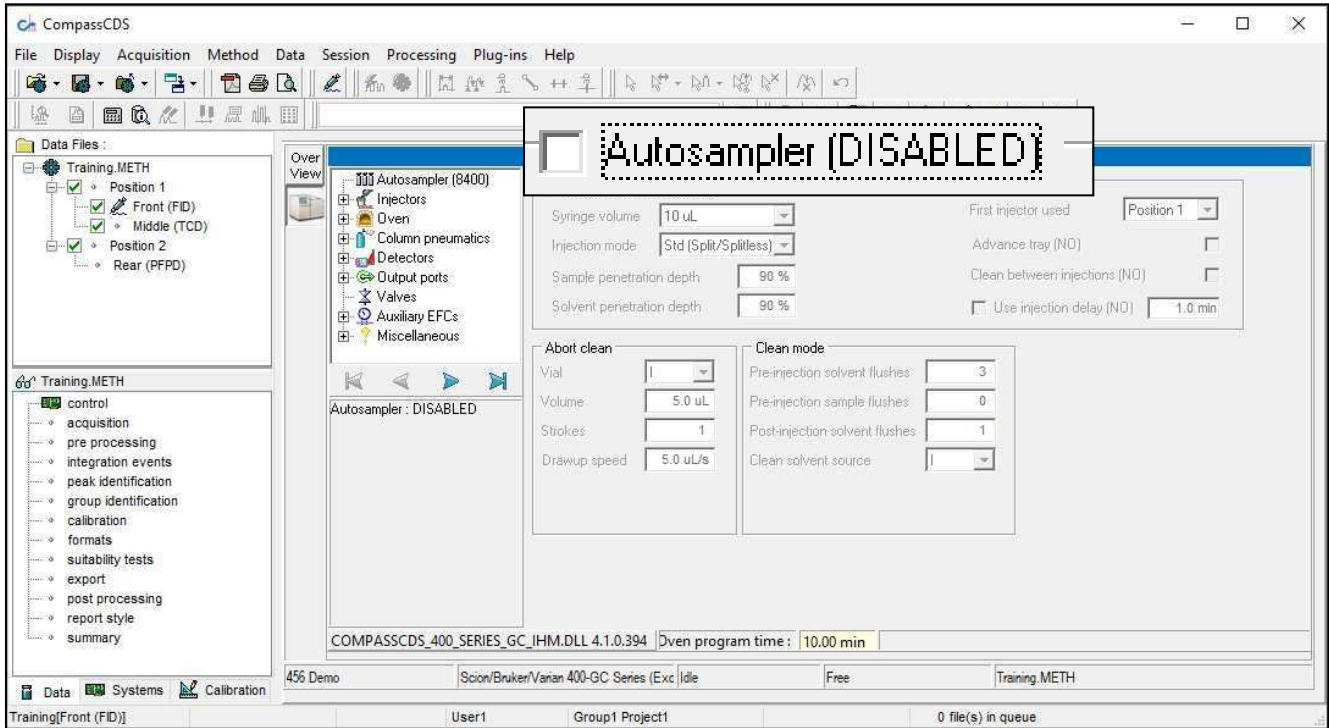 CompassCDS
File Display Acquisition Method Data Session Processing Plug-ins Help
Data Files :
Training.METH
Position 1
Front (FID)
Middle (TCD)
Position 2
Rear (PFPD)
Training.METH
control
acquisition
pre processing
integration events
peak identification
group identification
calibration
formats
suitability tests
export
post processing
report style
summary
Data Systems Calibration
Over
View
Autosampler (8400)
Injectors
Oven
Column pneumatics
Detectors
Output ports
Valves
Auxiliary EFCs
Miscellaneous
Autosampler : DISABLED
Autosampler (DISABLED)
Syringe volume 10 uL
Injection mode Std (Split/Splitless)
Sample penetration depth 90 %
Solvent penetration depth 90 %
First injector used Position 1
Advance tray (NO)
Clean between injections (NO)
Use injection delay (NO) 1.0 min
Abort clean
Vial I
Volume 5.0 uL
Strokes 1
Drawup speed 5.0 uL/s
Clean mode
Pre-injection solvent flushes 3
Pre-injection sample flushes 0
Post-injection solvent flushes 1
Clean solvent source I
COMPASSCDS_400_SERIES_GC_IHM.DLL 4.1.0.394 Oven program time : 10.00 min
456 Demo Scion/Bruker/Varian 400-GC Series (Exc Idle Free Training.METH
Training[Front (FID)] User1 Group1 Project1 0 file(s) in queue